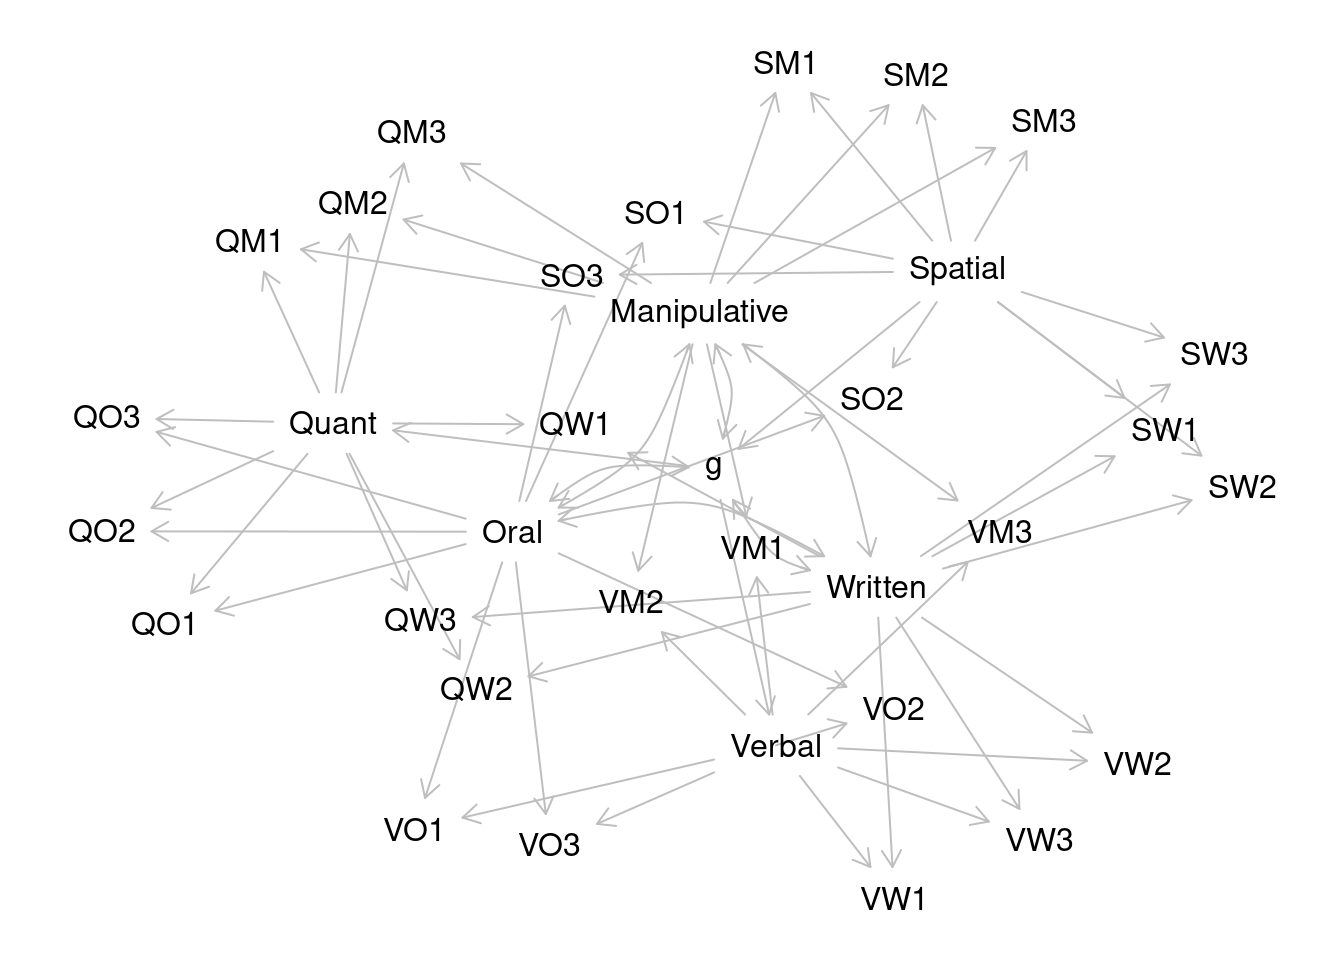 SM1
SM2
SM3
QM3
QM2
SO1
QM1
Spatial
SO3
Manipulative
SW3
SO2
QO3
Quant
QW1
SW1
g
SW2
QO2
Oral
VM3
VM1
Written
VM2
QO1
QW3
QW2
VO2
Verbal
VW2
VO1
VO3
VW3
VW1